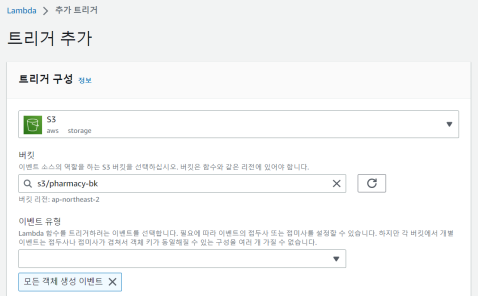 Lambda > 추가 트리거
트리거 추가
트리거 구성 정보
S3
aws storage
버킷
이벤트 소스의 역할을 하는 S3 버킷을 선택하십시오. 버킷은 함수와 같은 리전에 있어야 합니다.
s3/pharmacy-bk
버킷 리전: ap-northeast-2
이벤트 유형
Lambda 함수를 트리거하려는 이벤트를 선택합니다. 필요에 따라 이벤트의 접두사 또는 접미사를 설정할 수 있습니다. 하지만 각 버킷에서 개별
이벤트는 접두사나 접미사가 겹쳐서 객체 키가 동일해질 수 있는 구성을 여러 개 가질 수 없습니다.
모든 객체 생성 이벤트